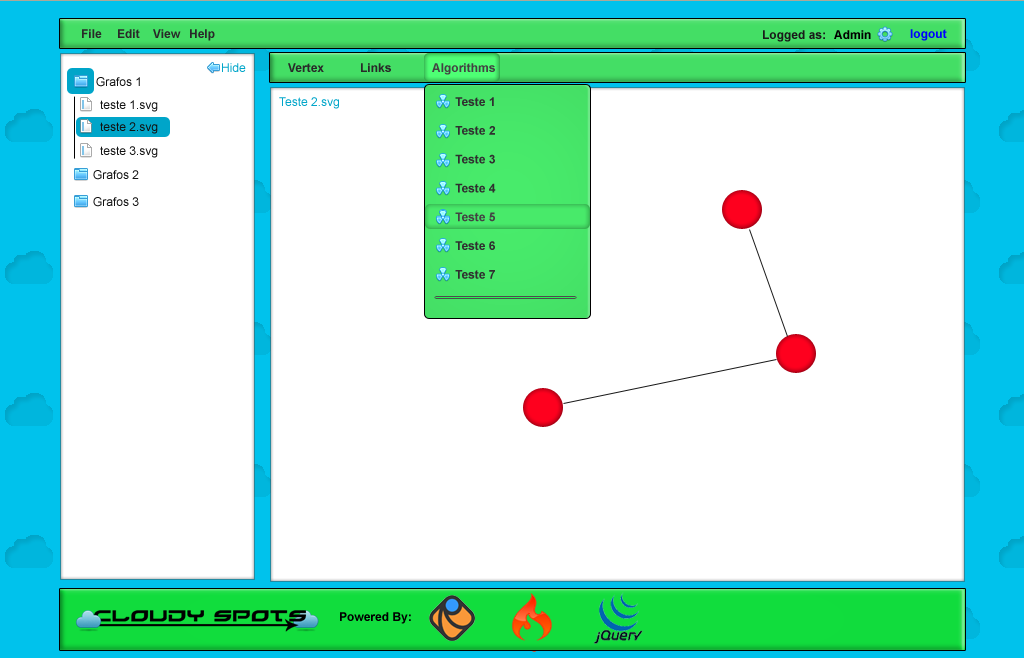 File Edit View Help Logged as: Admin logout
Hide
Grafos 1
teste 1.svg
teste 2.svg
teste 3.svg
Grafos 2
Grafos 3
Vertex Links Algorithms
Teste 2.svg
Teste 1
Teste 2
Teste 3
Teste 4
Teste 5
Teste 6
Teste 7
CLOUDY SPOTS Powered By: jQuery